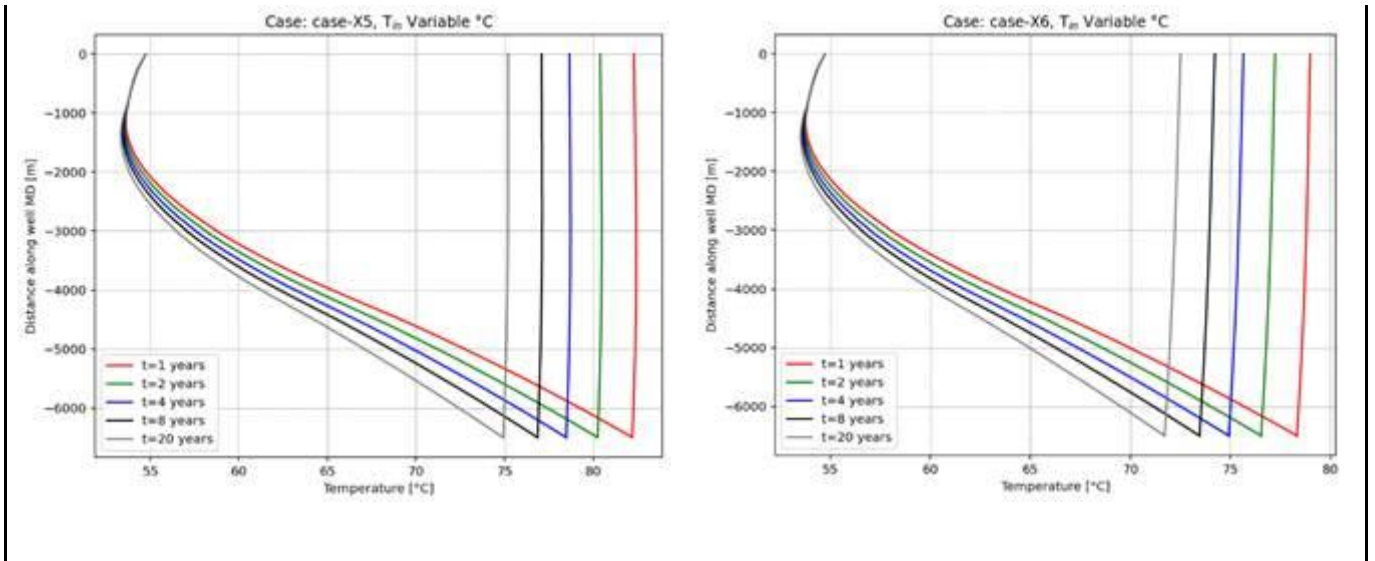 Case: case-X5, Tin Variable °C
Distance along well MD [m]
0
−1000
−2000
−3000
−4000
−5000
−6000
t=1 years
t=2 years
t=4 years
t=8 years
t=20 years
55 60 65 70 75 80
Temperature [°C]
Case: case-X6, Tin Variable °C
Distance along well MD [m]
0
−1000
−2000
−3000
−4000
−5000
−6000
t=1 years
t=2 years
t=4 years
t=8 years
t=20 years
55 60 65 70 75 80
Temperature [°C]